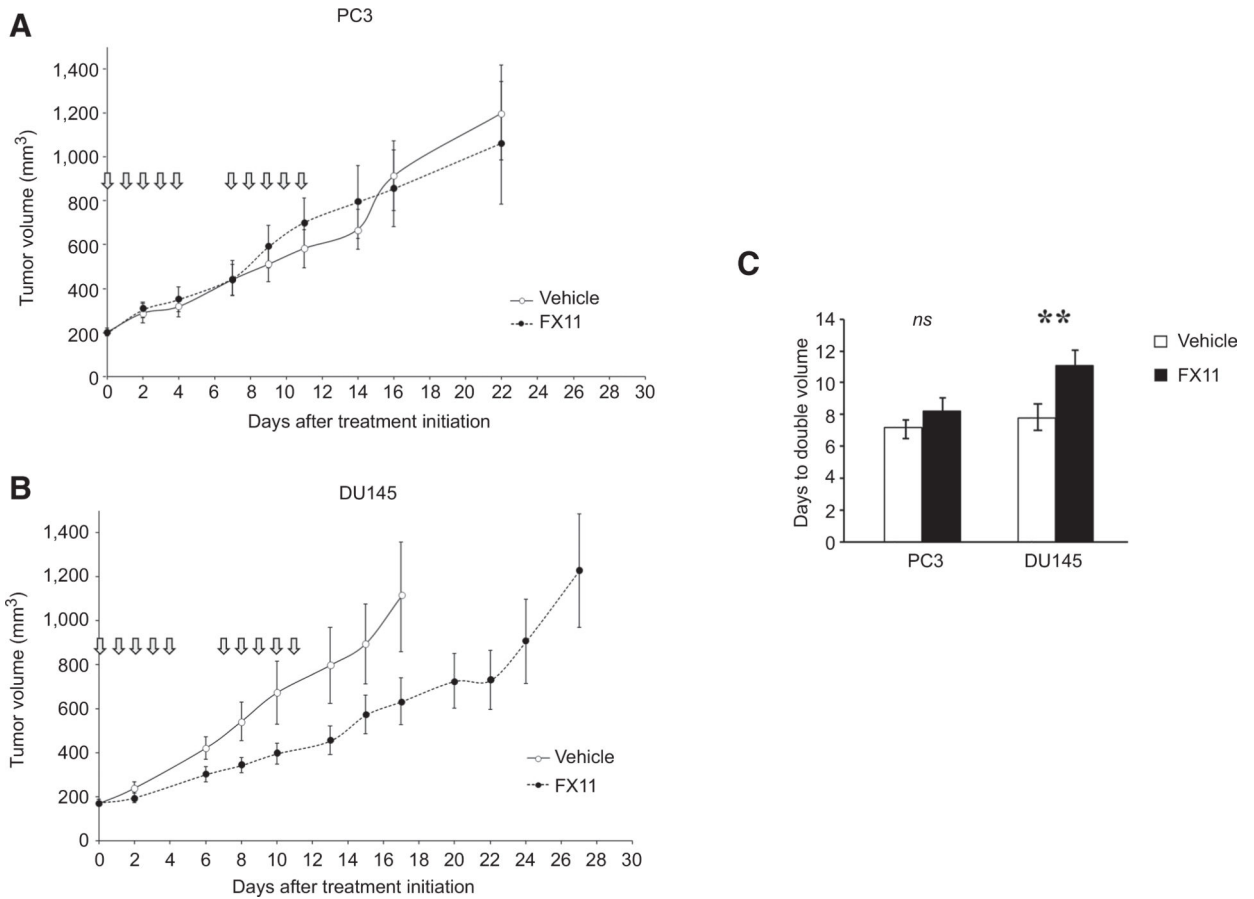 A
PC3
Tumor volume (mm³)
1,400
1,200
1,000
800
600
400
200
0
0 2 4 6 8 10 12 14 16 18 20 22 24 26 28 30
Days after treatment initiation
Vehicle
FX11
B
DU145
Tumor volume (mm³)
1,400
1,200
1,000
800
600
400
200
0
0 2 4 6 8 10 12 14 16 18 20 22 24 26 28 30
Days after treatment initiation
Vehicle
FX11
C
Days to double volume
14
12
10
8
6
4
2
0
ns
**
PC3 DU145
Vehicle
FX11